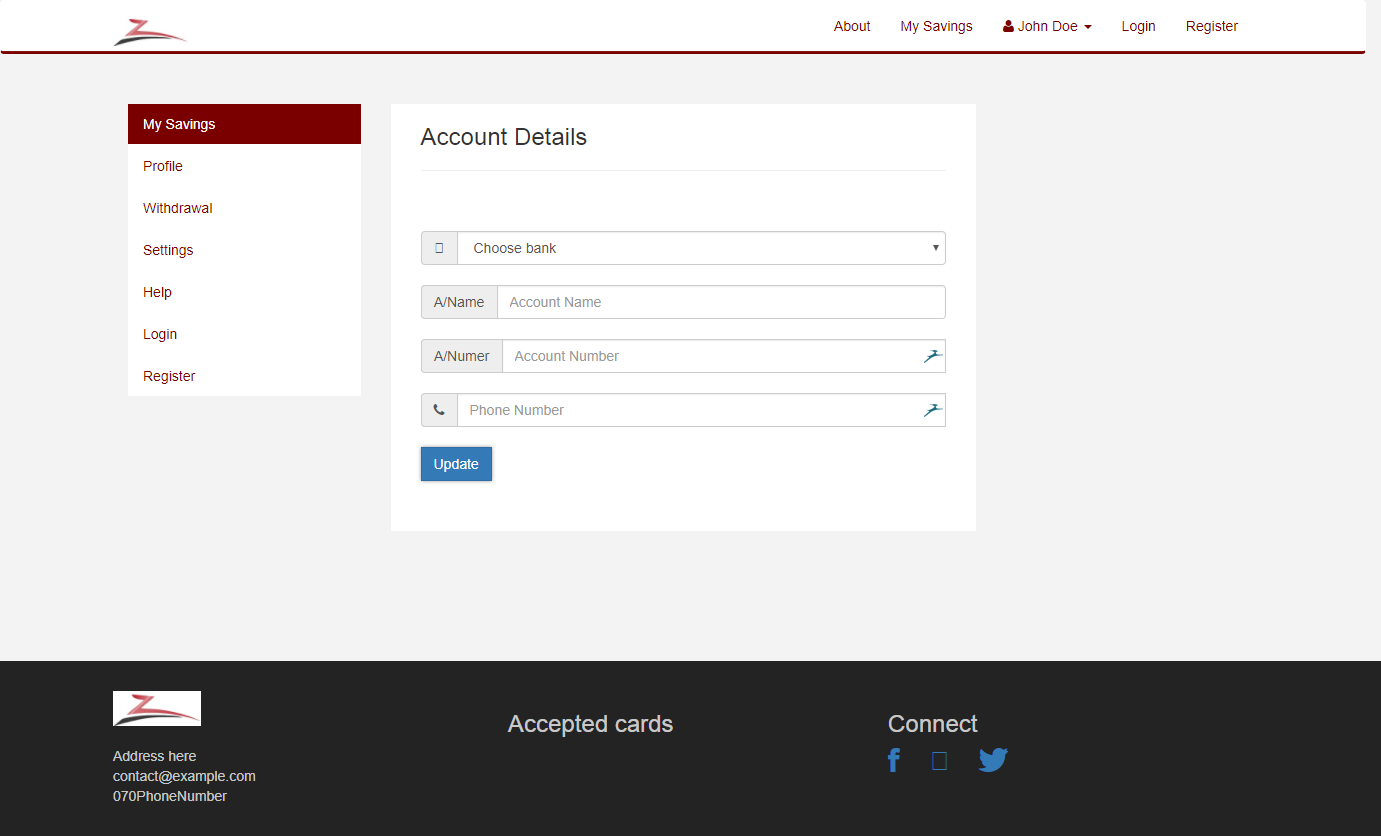 About My Savings John Doe Login Register
My Savings
Profile
Withdrawal
Settings
Help
Login
Register
Account Details
Choose bank
A/Name Account Name
A/Numer Account Number
Phone Number
Update
Address here
contact@example.com
070PhoneNumber
Accepted cards
Connect